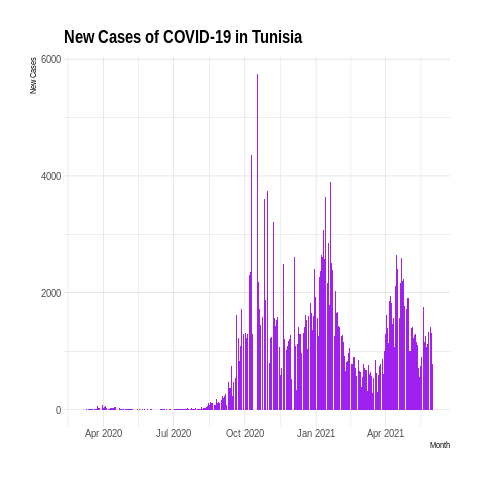 New Cases of COVID-19 in Tunisia
New Cases
6000
4000
2000
0
Apr 2020 Jul 2020 Oct 2020 Jan 2021 Apr 2021
Month